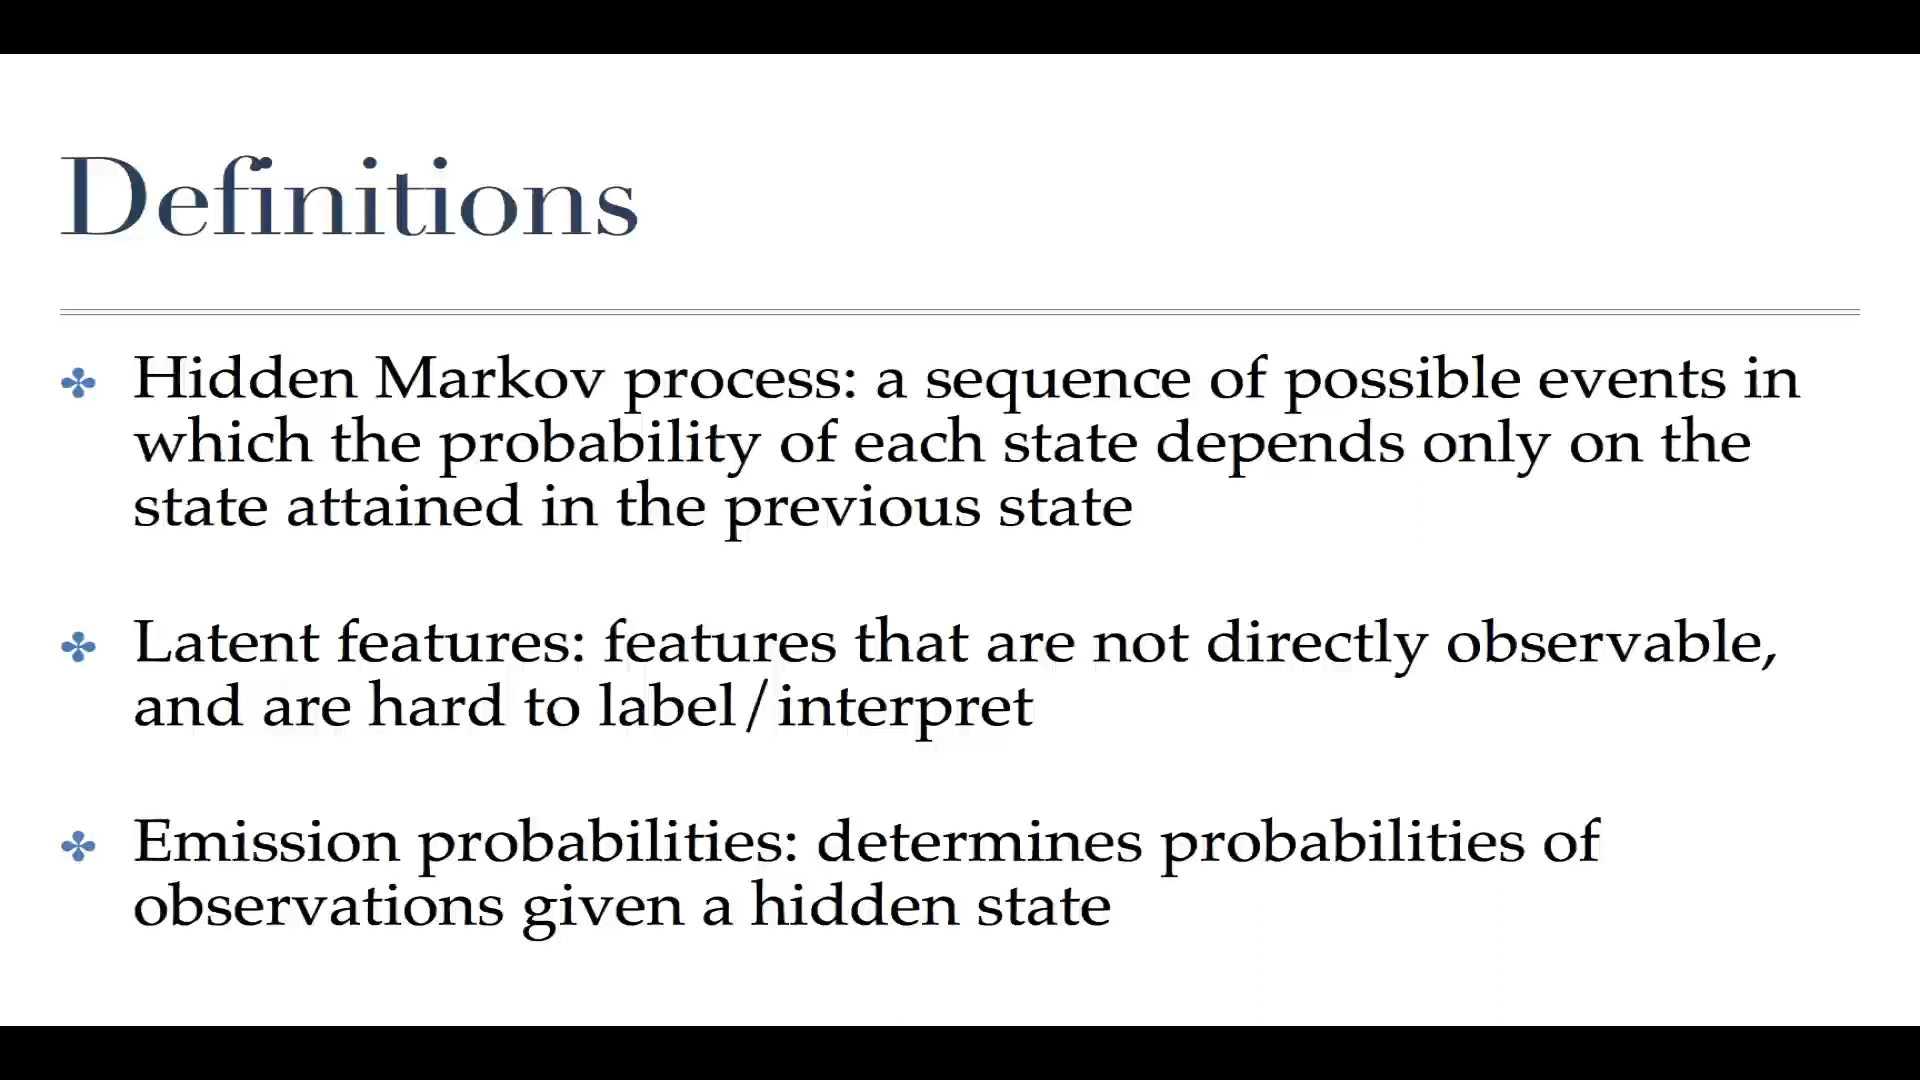 Definitions
Hidden Markov process: a sequence of possible events in
which the probability of each state depends only on the
state attained in the previous state
Latent features: features that are not directly observable,
and are hard to label/interpret
Emission probabilities: determines probabilities of
observations given a hidden state